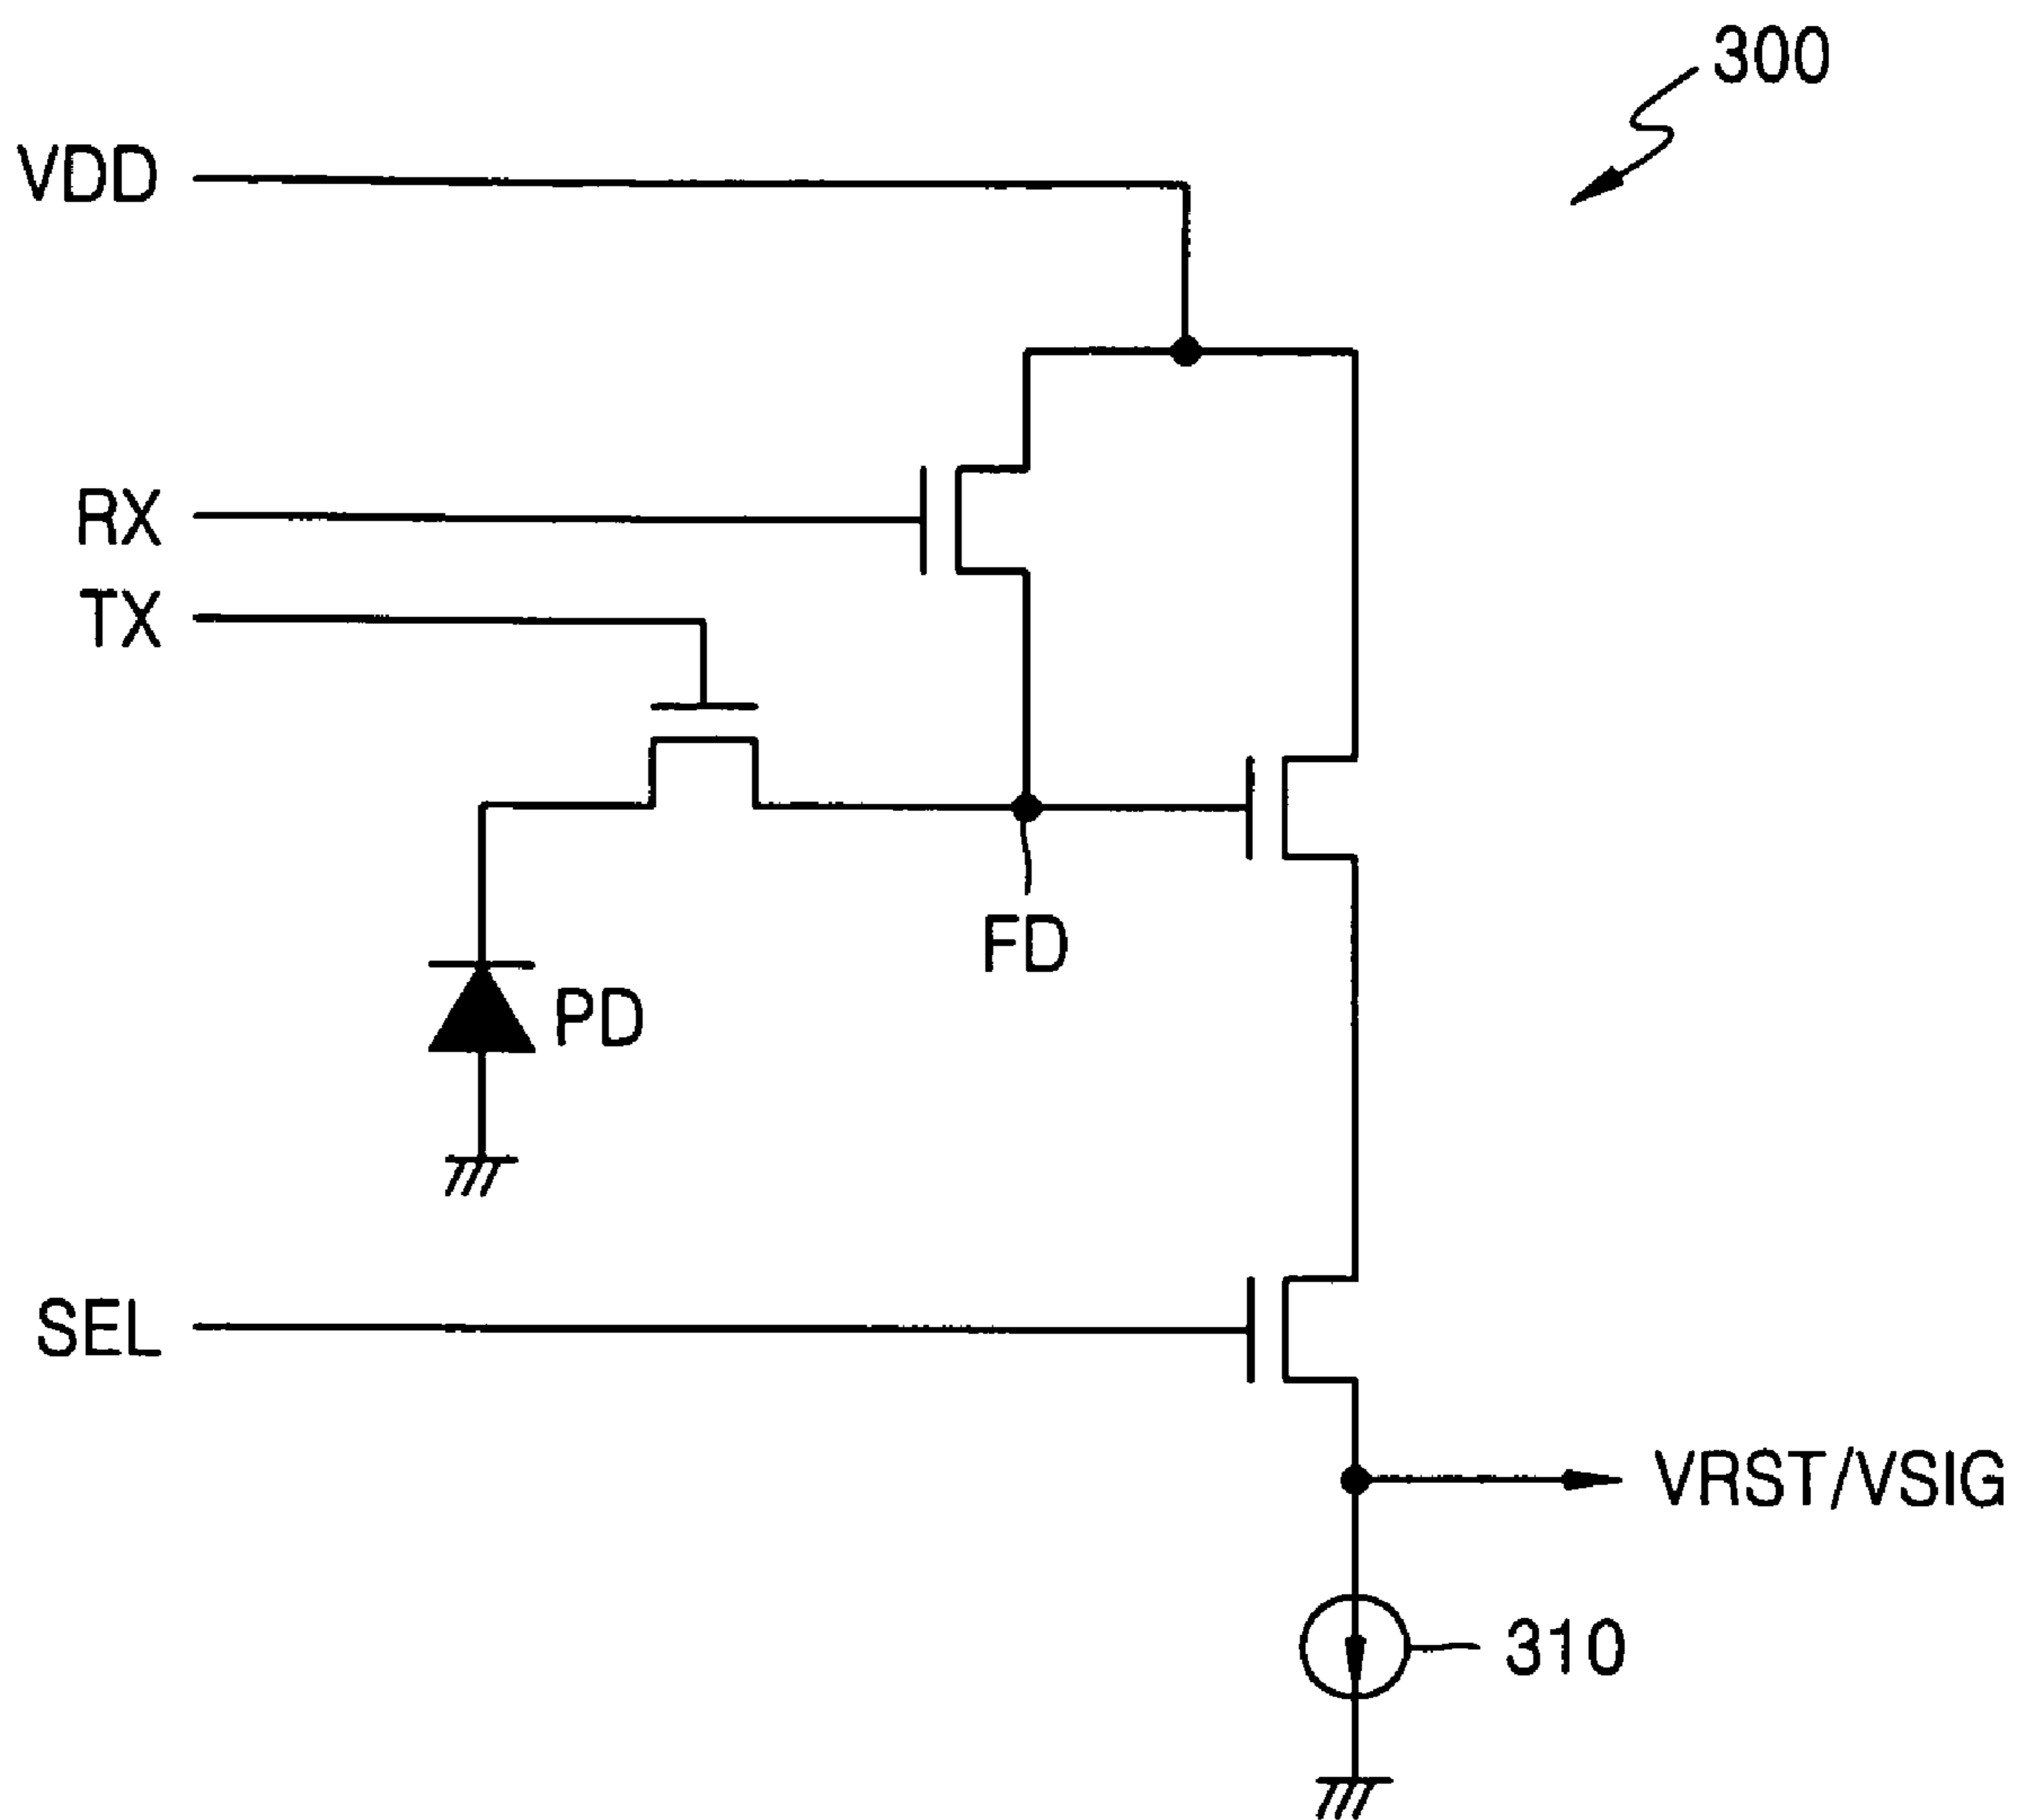 300
VDD
RX
TX
FD
PD
SEL
VRST/VSIG
310